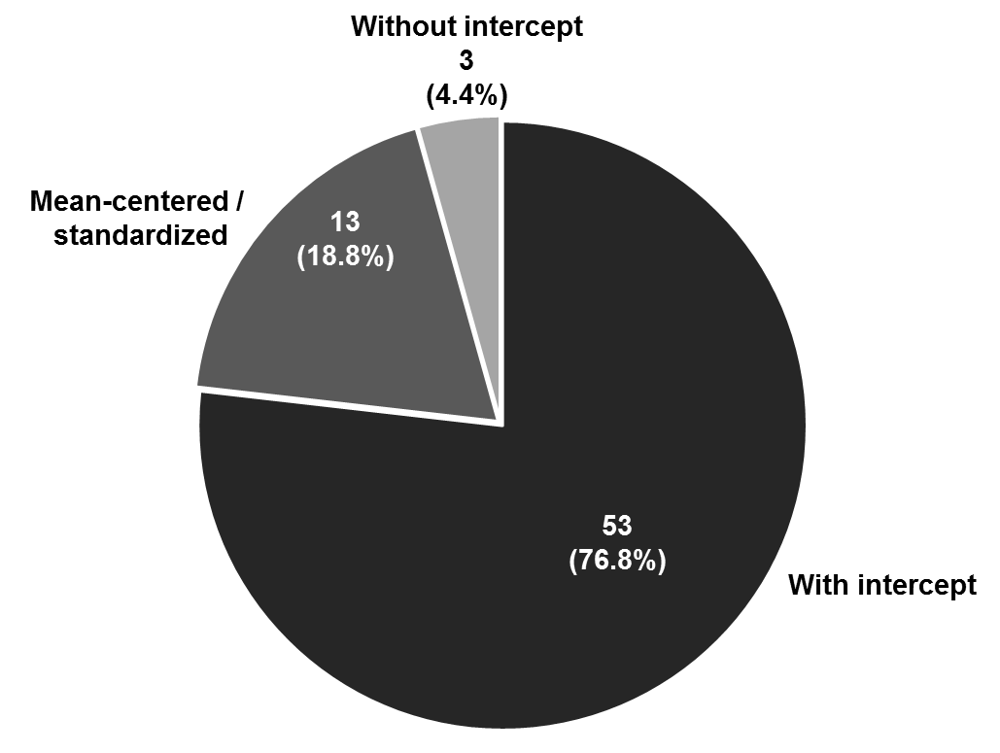 Without intercept
3
(4.4%)
Mean-centered /
standardized
13
(18.8%)
53
(76.8%)
With intercept